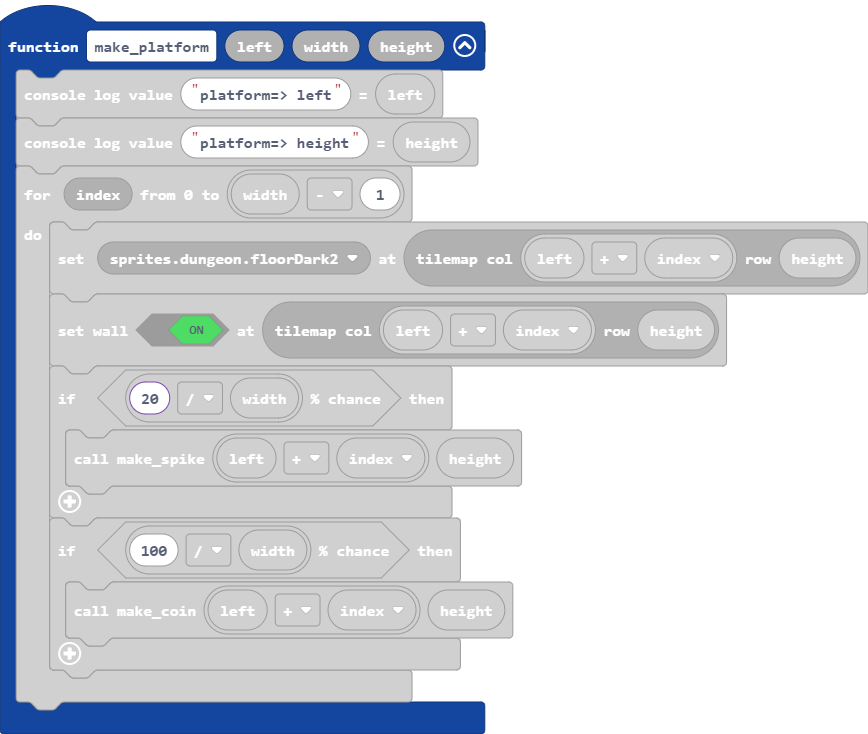 function make_platform left width height
console log value "platform=> left" = left
console log value "platform=> height" = height
for index from 0 to width - 1
do
set sprites.dungeon.floorDark2 at tilemap col left + index row height
set wall ON at tilemap col left + index row height
if 20 / width % chance then
call make_spike left + index height
if 100 / width % chance then
call make_coin left + index height